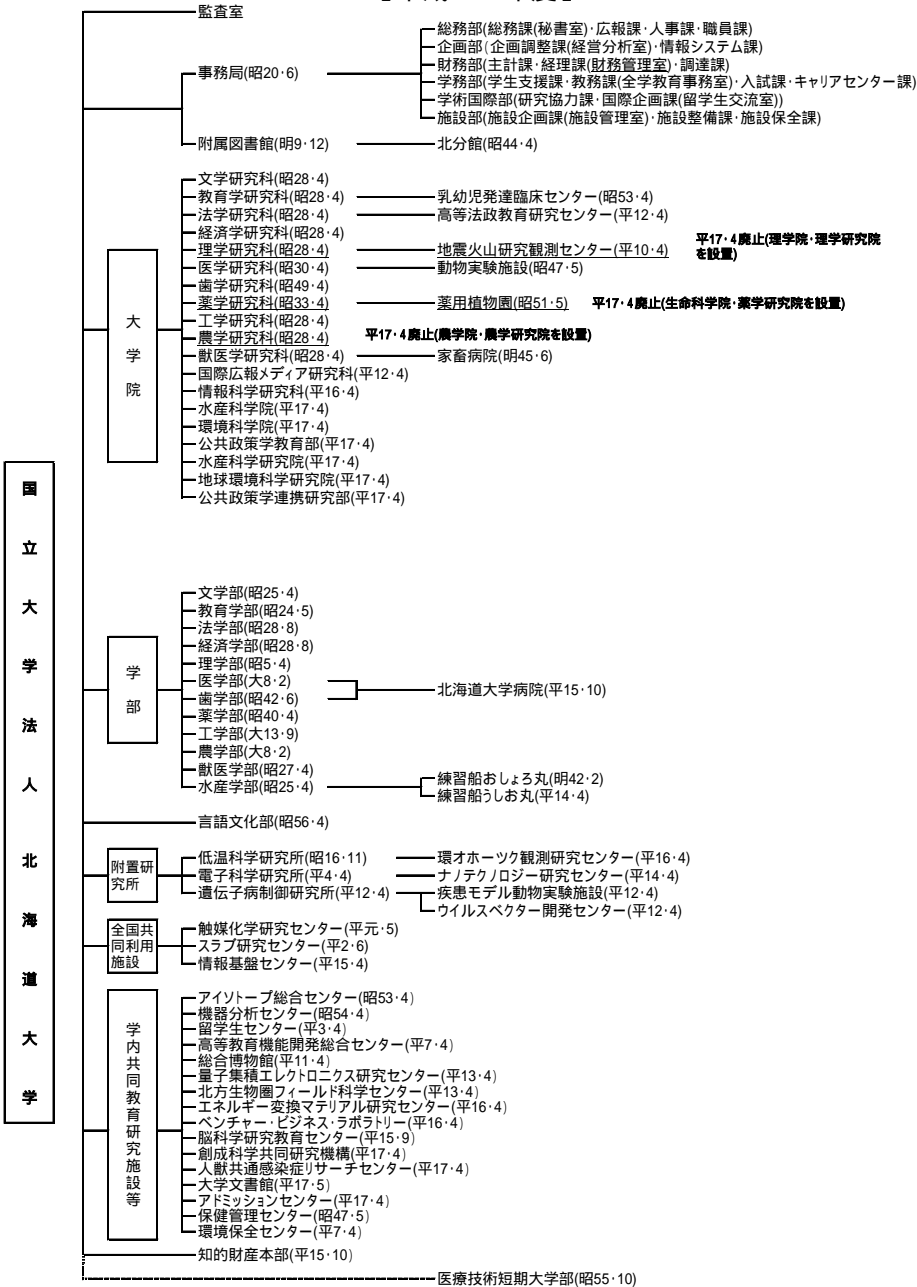 監査室
事務局(昭20・6)
総務部(総務課(秘書室)・広報課・人事課・職員課)
企画部(企画調整課(経営分析室)・情報システム課)
財務部(主計課・経理課(財務管理室)・調達課)
学務部(学生支援課・教務課(全学教育事務室)・入試課・キャリアセンター課)
学術国際部(研究協力課・国際企画課(留学生交流室))
施設部(施設企画課(施設管理室)・施設整備課・施設保全課)
附属図書館(明9・12)
北分館(昭44・4)
大学院
文学研究科(昭28・4)
教育学研究科(昭28・4)
乳幼児発達臨床センター(昭53・4)
法学研究科(昭28・4)
高等法政教育研究センター(平12・4)
経済学研究科(昭28・4)
理学研究科(昭28・4)
地震火山研究観測センター(平10・4)
平17・4廃止(理学院・理学研究院
を設置)
医学研究科(昭30・4)
動物実験施設(昭47・5)
歯学研究科(昭49・4)
薬学研究科(昭33・4)
薬用植物園(昭51・5)
平17・4廃止(生命科学院・薬学研究院を設置)
工学研究科(昭28・4)
農学研究科(昭28・4)
平17・4廃止(農学院・農学研究院を設置)
獣医学研究科(昭28・4)
家畜病院(明45・6)
国際広報メディア研究科(平12・4)
情報科学研究科(平16・4)
水産科学院(平17・4)
環境科学院(平17・4)
公共政策学教育部(平17・4)
水産科学研究院(平17・4)
地球環境科学研究院(平17・4)
公共政策学連携研究部(平17・4)
国立大学法人北海道大学
学部
文学部(昭25・4)
教育学部(昭24・5)
法学部(昭28・8)
経済学部(昭28・8)
理学部(昭5・4)
医学部(大8・2)
歯学部(昭42・6)
北海道大学病院(平15・10)
薬学部(昭40・4)
工学部(大13・9)
農学部(大8・2)
獣医学部(昭27・4)
水産学部(昭25・4)
練習船おしょろ丸(明42・2)
練習船うしお丸(平14・4)
言語文化部(昭56・4)
附置研
究所
低温科学研究所(昭16・11)
環オホーツク観測研究センター(平16・4)
電子科学研究所(平4・4)
ナノテクノロジー研究センター(平14・4)
遺伝子病制御研究所(平12・4)
疾患モデル動物実験施設(平12・4)
ウイルスベクター開発センター(平12・4)
全国共
同利用
施設
触媒化学研究センター(平元・5)
スラブ研究センター(平2・6)
情報基盤センター(平15・4)
学内共同教育研究施設等
アイソトープ総合センター(昭53・4)
機器分析センター(昭54・4)
留学生センター(平3・4)
高等教育機能開発総合センター(平7・4)
総合博物館(平11・4)
量子集積エレクトロニクス研究センター(平13・4)
北方生物圏フィールド科学センター(平13・4)
エネルギー変換マテリアル研究センター(平16・4)
ベンチャー・ビジネス・ラボラトリー(平16・4)
脳科学研究教育センター(平15・9)
創成科学共同研究機構(平17・4)
人獣共通感染症リサーチセンター(平17・4)
大学文書館(平17・5)
アドミッションセンター(平17・4)
保健管理センター(昭47・5)
環境保全センター(平7・4)
知的財産本部(平15・10)
医療技術短期大学部(昭55・10)